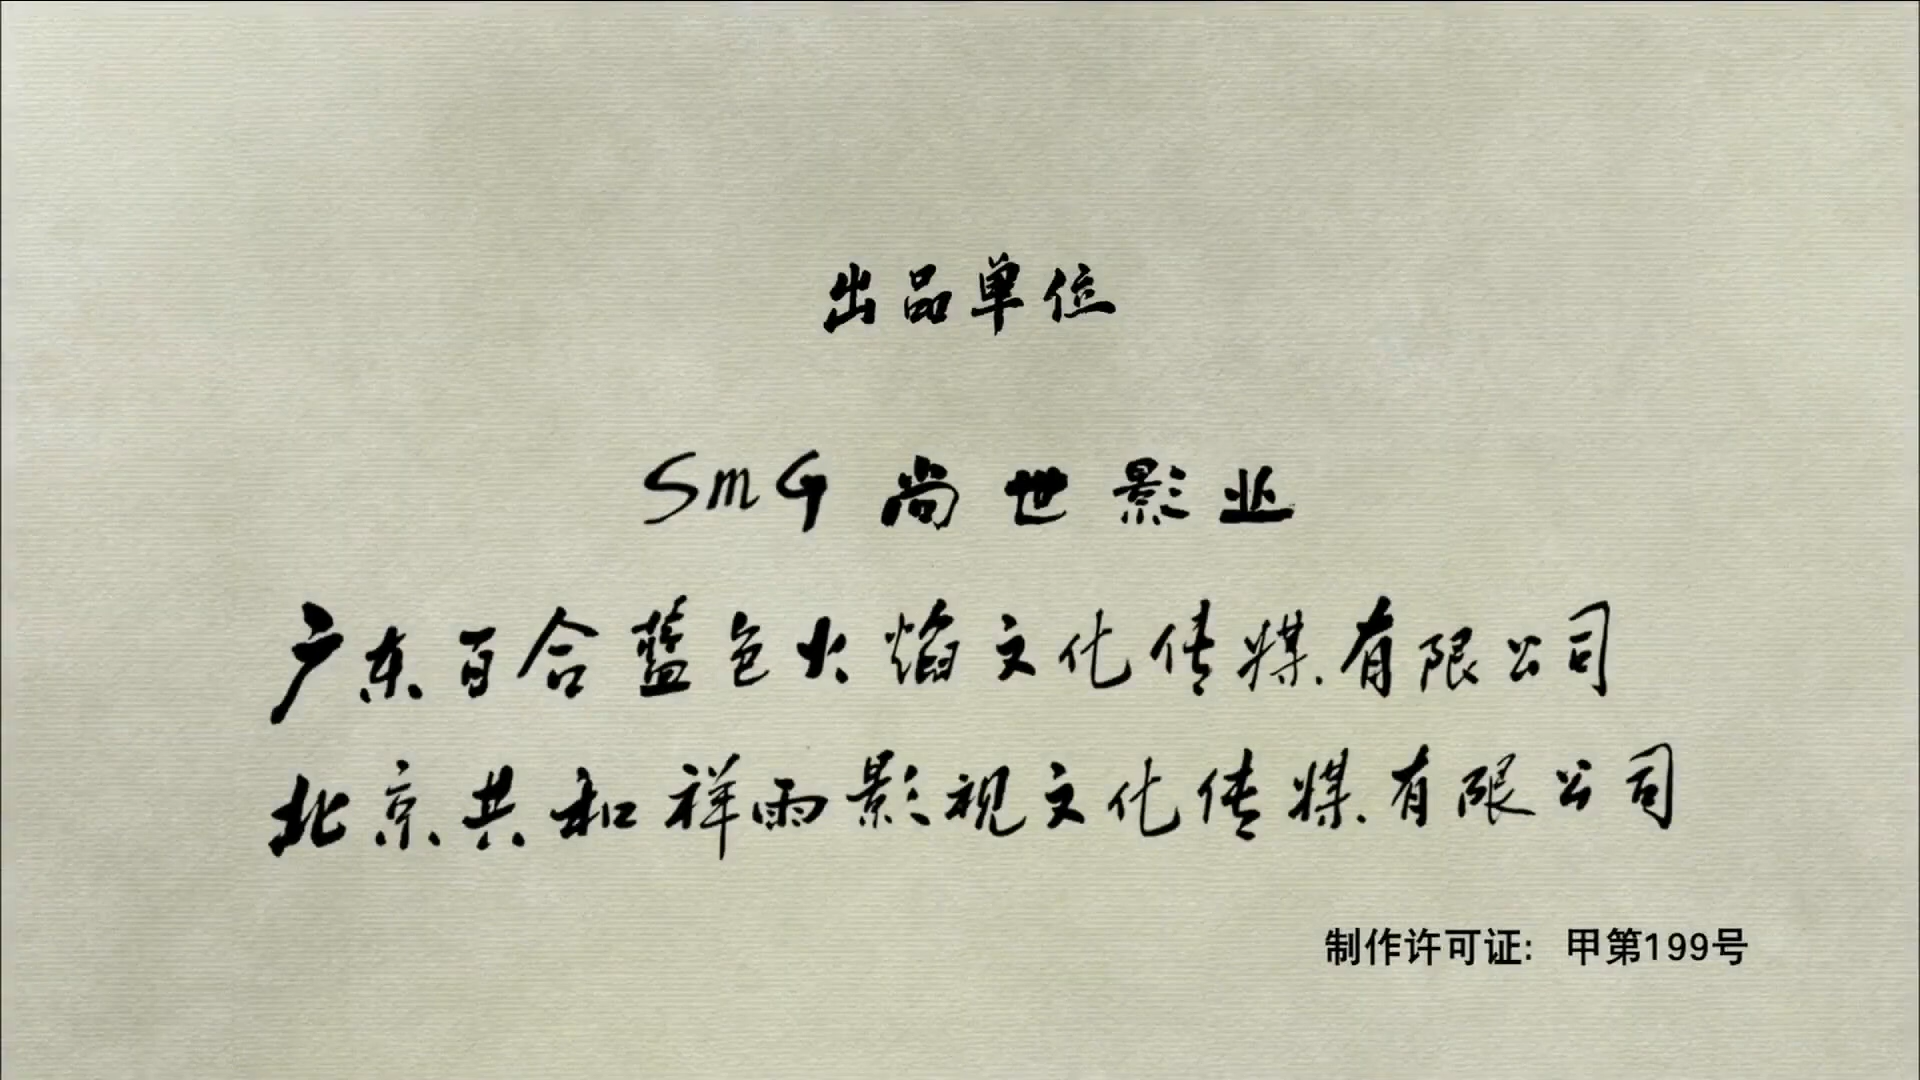 出品单位
SMG 尚世影业
广东百合蓝色火焰文化传媒有限公司
北京共和祥雨影视文化传媒有限公司
制作许可证: 甲第199号